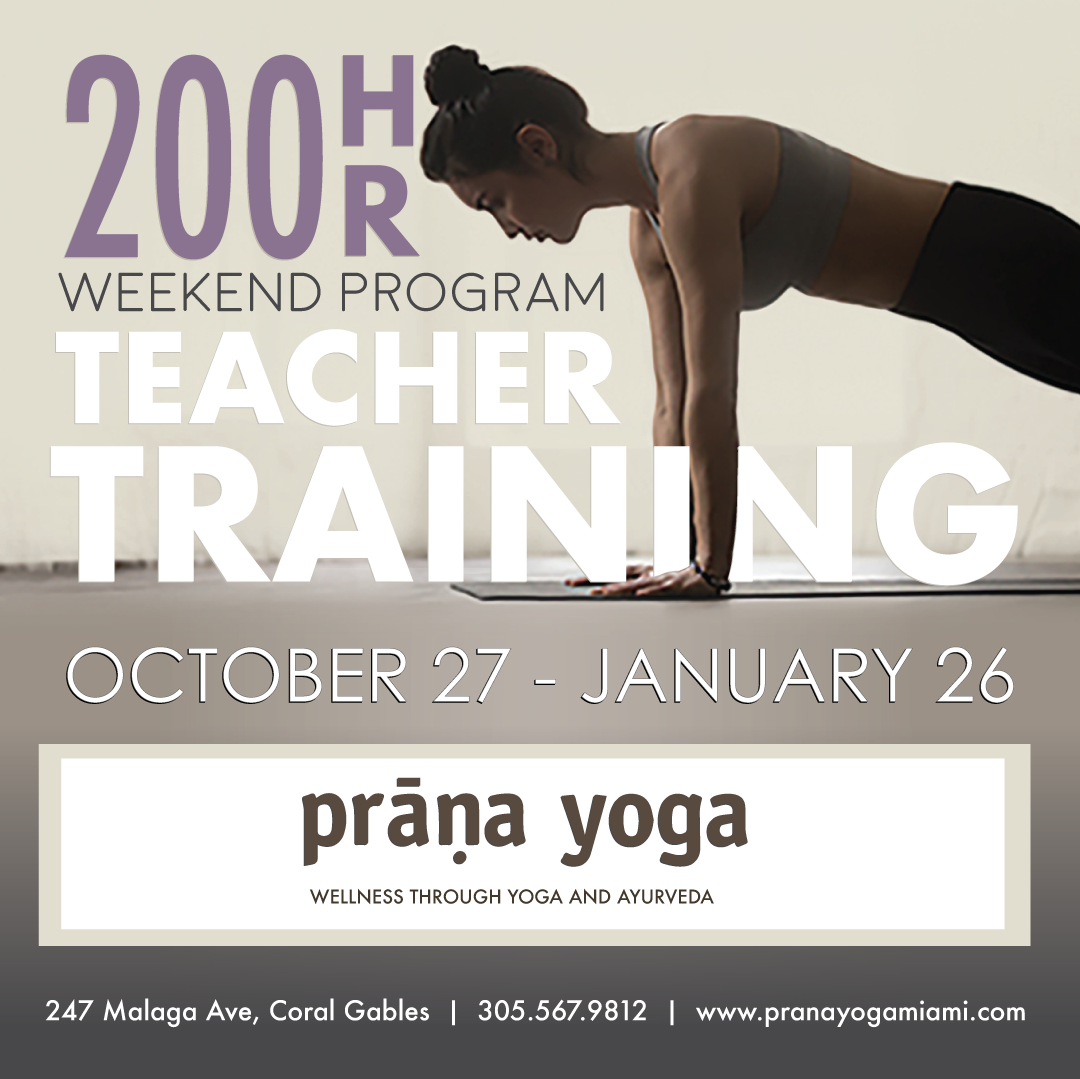 200HR
WEEKEND PROGRAM
TEACHER
TRAINING
OCTOBER 27 - JANUARY 26
prāṇa yoga
WELLNESS THROUGH YOGA AND AYURVEDA
247 Malaga Ave, Coral Gables | 305.567.9812 | www.pranayogamiami.com